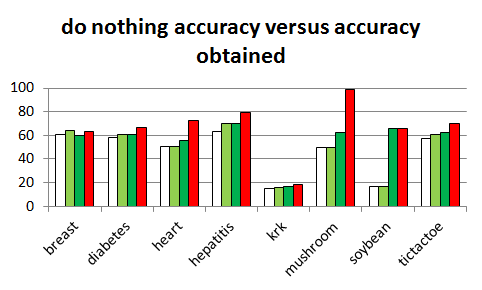 do nothing accuracy versus accuracy
obtained
100
80
60
40
20
0
breast
diabetes
heart
hepatitis
krk
mushroom
soybean
tictactoe